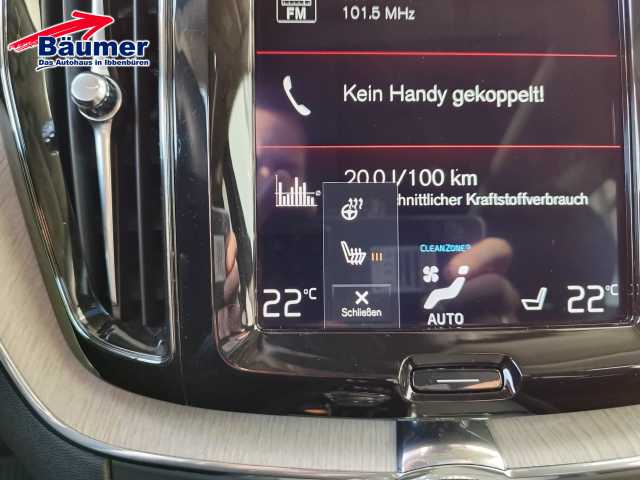 Bäumer
Das Autohaus in Ibbenbüren
FM
101.5 MHz
Kein Handy gekoppelt!
20.0 l/100 km
schnittlicher Kraftstoffverbrauch
CLEANZONE
22°C
Schließen
AUTO
22°C